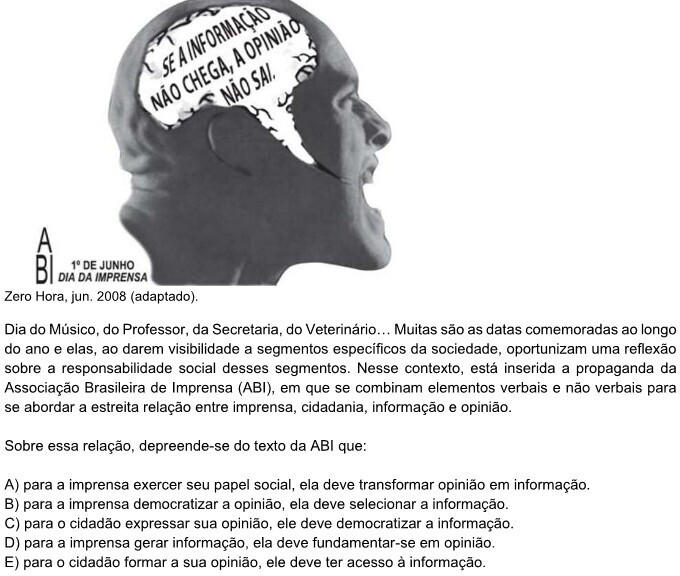 SE A INFORMAÇÃO
NÃO CHEGA, A OPINIÃO
NÃO SAI.
ABI
1º DE JUNHO
DIA DA IMPRENSA
Zero Hora, jun. 2008 (adaptado).
Dia do Músico, do Professor, da Secretaria, do Veterinário… Muitas são as datas comemoradas ao longo
do ano e elas, ao darem visibilidade a segmentos específicos da sociedade, oportunizam uma reflexão
sobre a responsabilidade social desses segmentos. Nesse contexto, está inserida a propaganda da
Associação Brasileira de Imprensa (ABI), em que se combinam elementos verbais e não verbais para
se abordar a estreita relação entre imprensa, cidadania, informação e opinião.
Sobre essa relação, depreende-se do texto da ABI que:
A) para a imprensa exercer seu papel social, ela deve transformar opinião em informação.
B) para a imprensa democratizar a opinião, ela deve selecionar a informação.
C) para o cidadão expressar sua opinião, ele deve democratizar a informação.
D) para a imprensa gerar informação, ela deve fundamentar-se em opinião.
E) para o cidadão formar a sua opinião, ele deve ter acesso à informação.